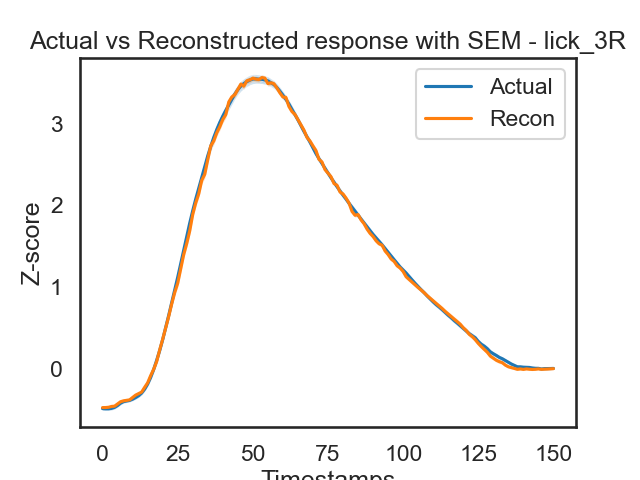 Actual vs Reconstructed response with SEM - lick_3R
Actual
Recon
Z-score
3
2
1
0
0 25 50 75 100 125 150
Timestamps